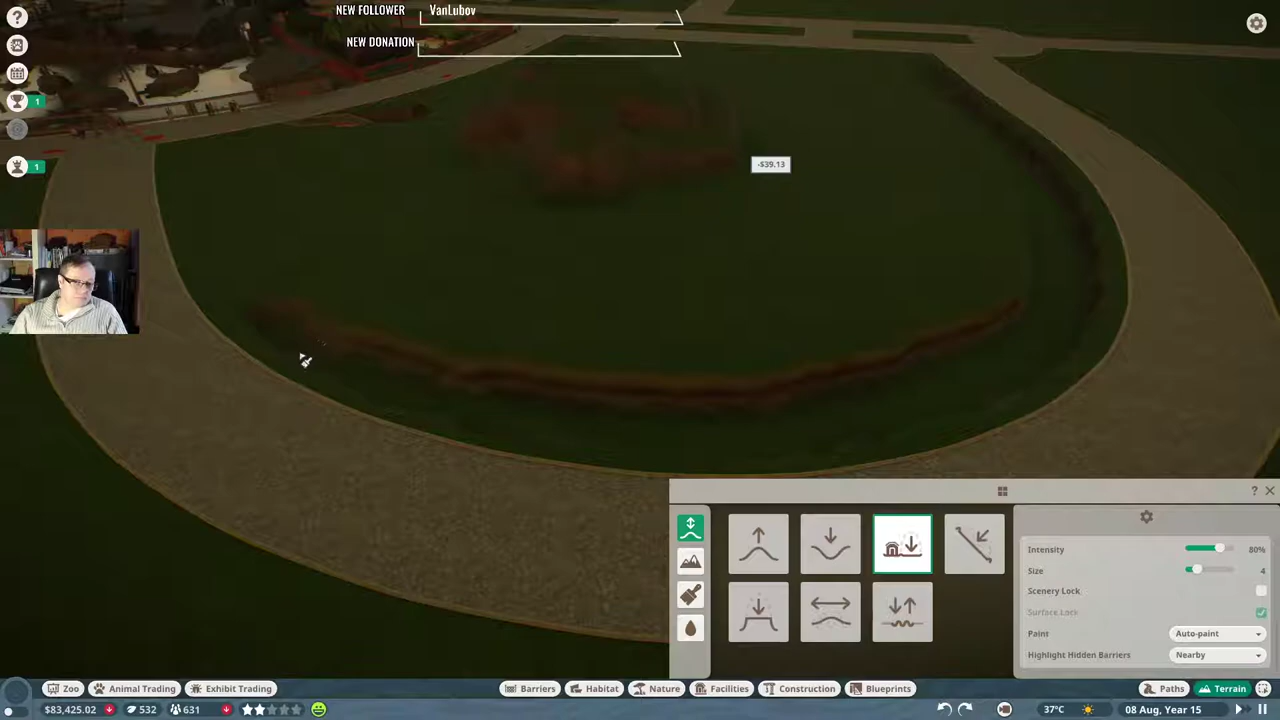 NEW FOLLOWER VanLubov
NEW DONATION
?
1
1
-$39.13
? ×
Intensity 80%
Size 4
Scenery Lock
Surface Lock
Paint Auto-paint
Highlight Hidden Barriers Nearby
Zoo Animal Trading Exhibit Trading Barriers Habitat Nature Facilities Construction Blueprints Paths Terrain
$83,425.02 532 631 37°C 08 Aug, Year 15